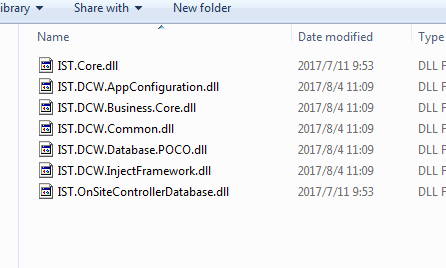 ibrary Share with New folder
Name Date modified Type
IST.Core.dll 2017/7/11 9:53 DLL F
IST.DCW.AppConfiguration.dll 2017/8/4 11:09 DLL F
IST.DCW.Business.Core.dll 2017/8/4 11:09 DLL F
IST.DCW.Common.dll 2017/8/4 11:09 DLL F
IST.DCW.Database.POCO.dll 2017/8/4 11:09 DLL F
IST.DCW.InjectFramework.dll 2017/8/4 11:09 DLL F
IST.OnSiteControllerDatabase.dll 2017/7/11 9:53 DLL F